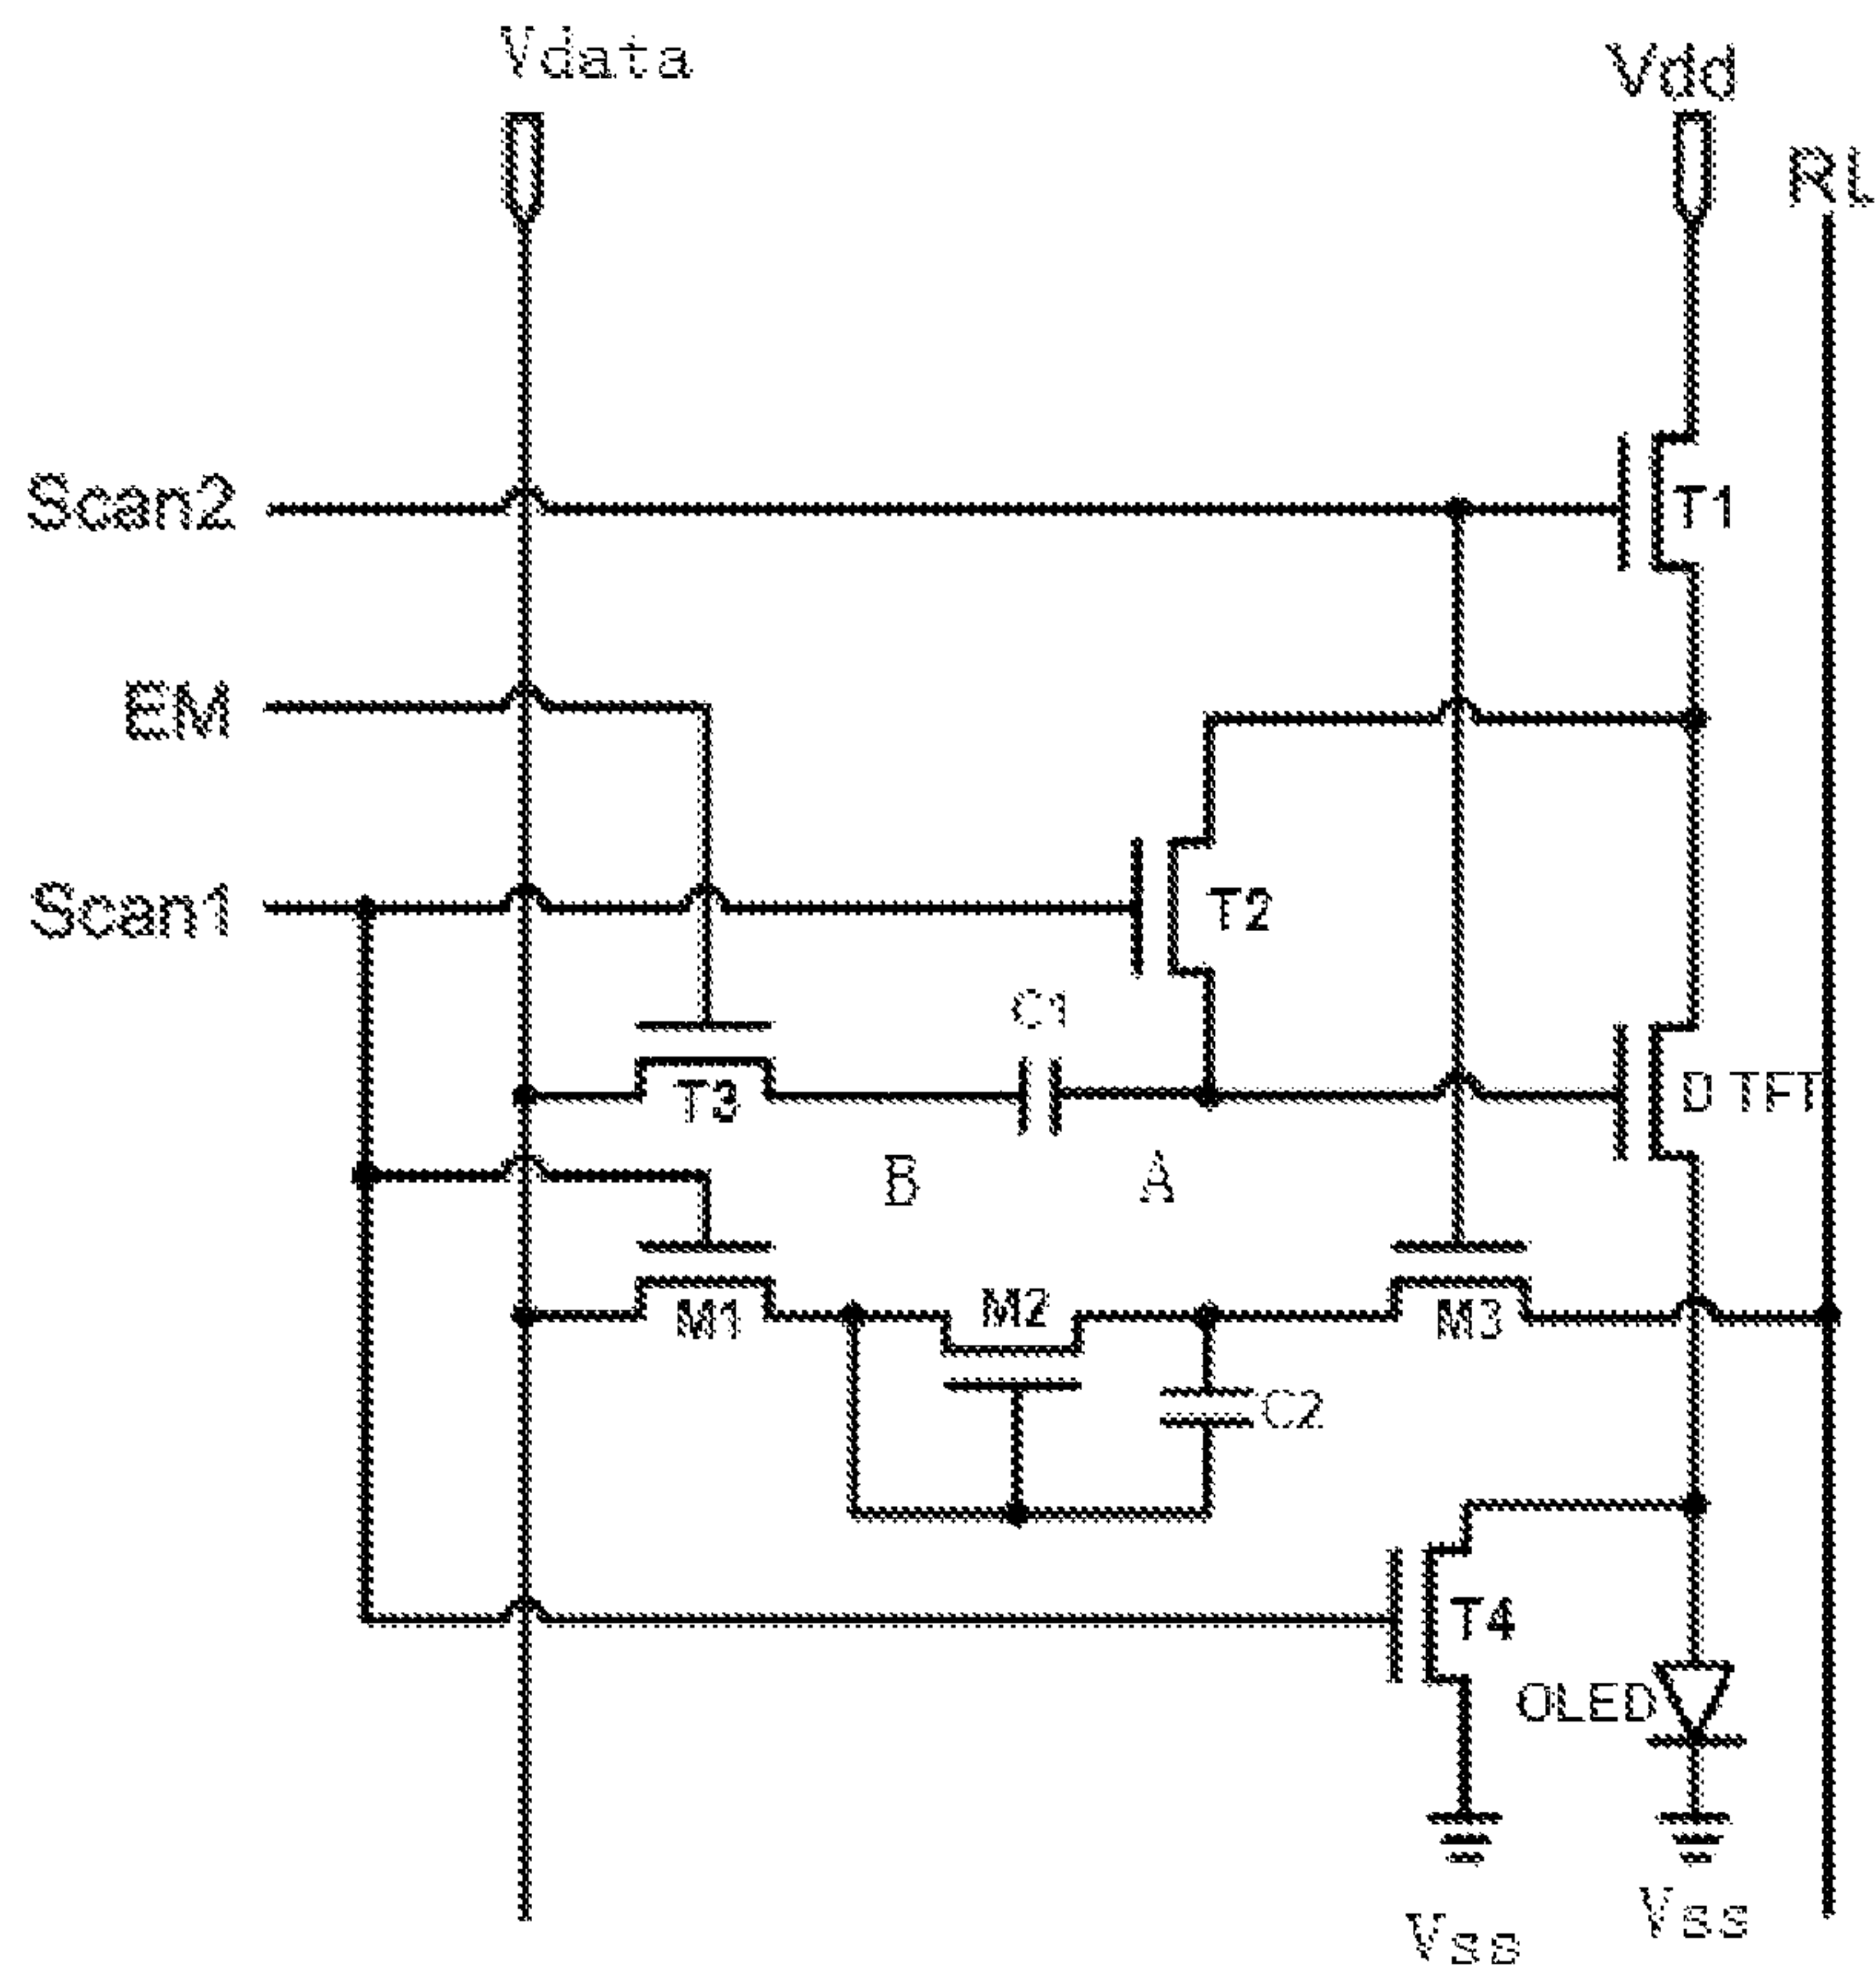 Vdata
Vdd
RL
Scan2
T1
EM
Scan1
T2
C1
T3
D TFT
B
A
M1
M2
M3
C2
T4
OLED
Vss
Vss